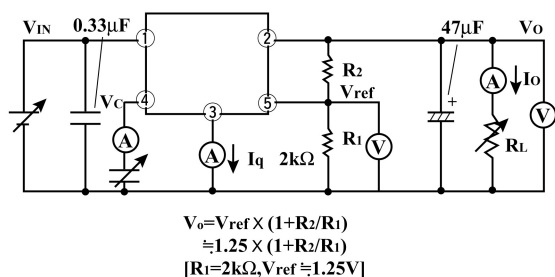 VIN
0.33μF
1
2
47μF
VO
R2
A
IO
VC
4
5
Vref
3
A
A
Iq
2kΩ
R1
V
+
RL
V
Vo=Vref×(1+R2/R1)
≒1.25×(1+R2/R1)
[R1=2kΩ,Vref≒1.25V]